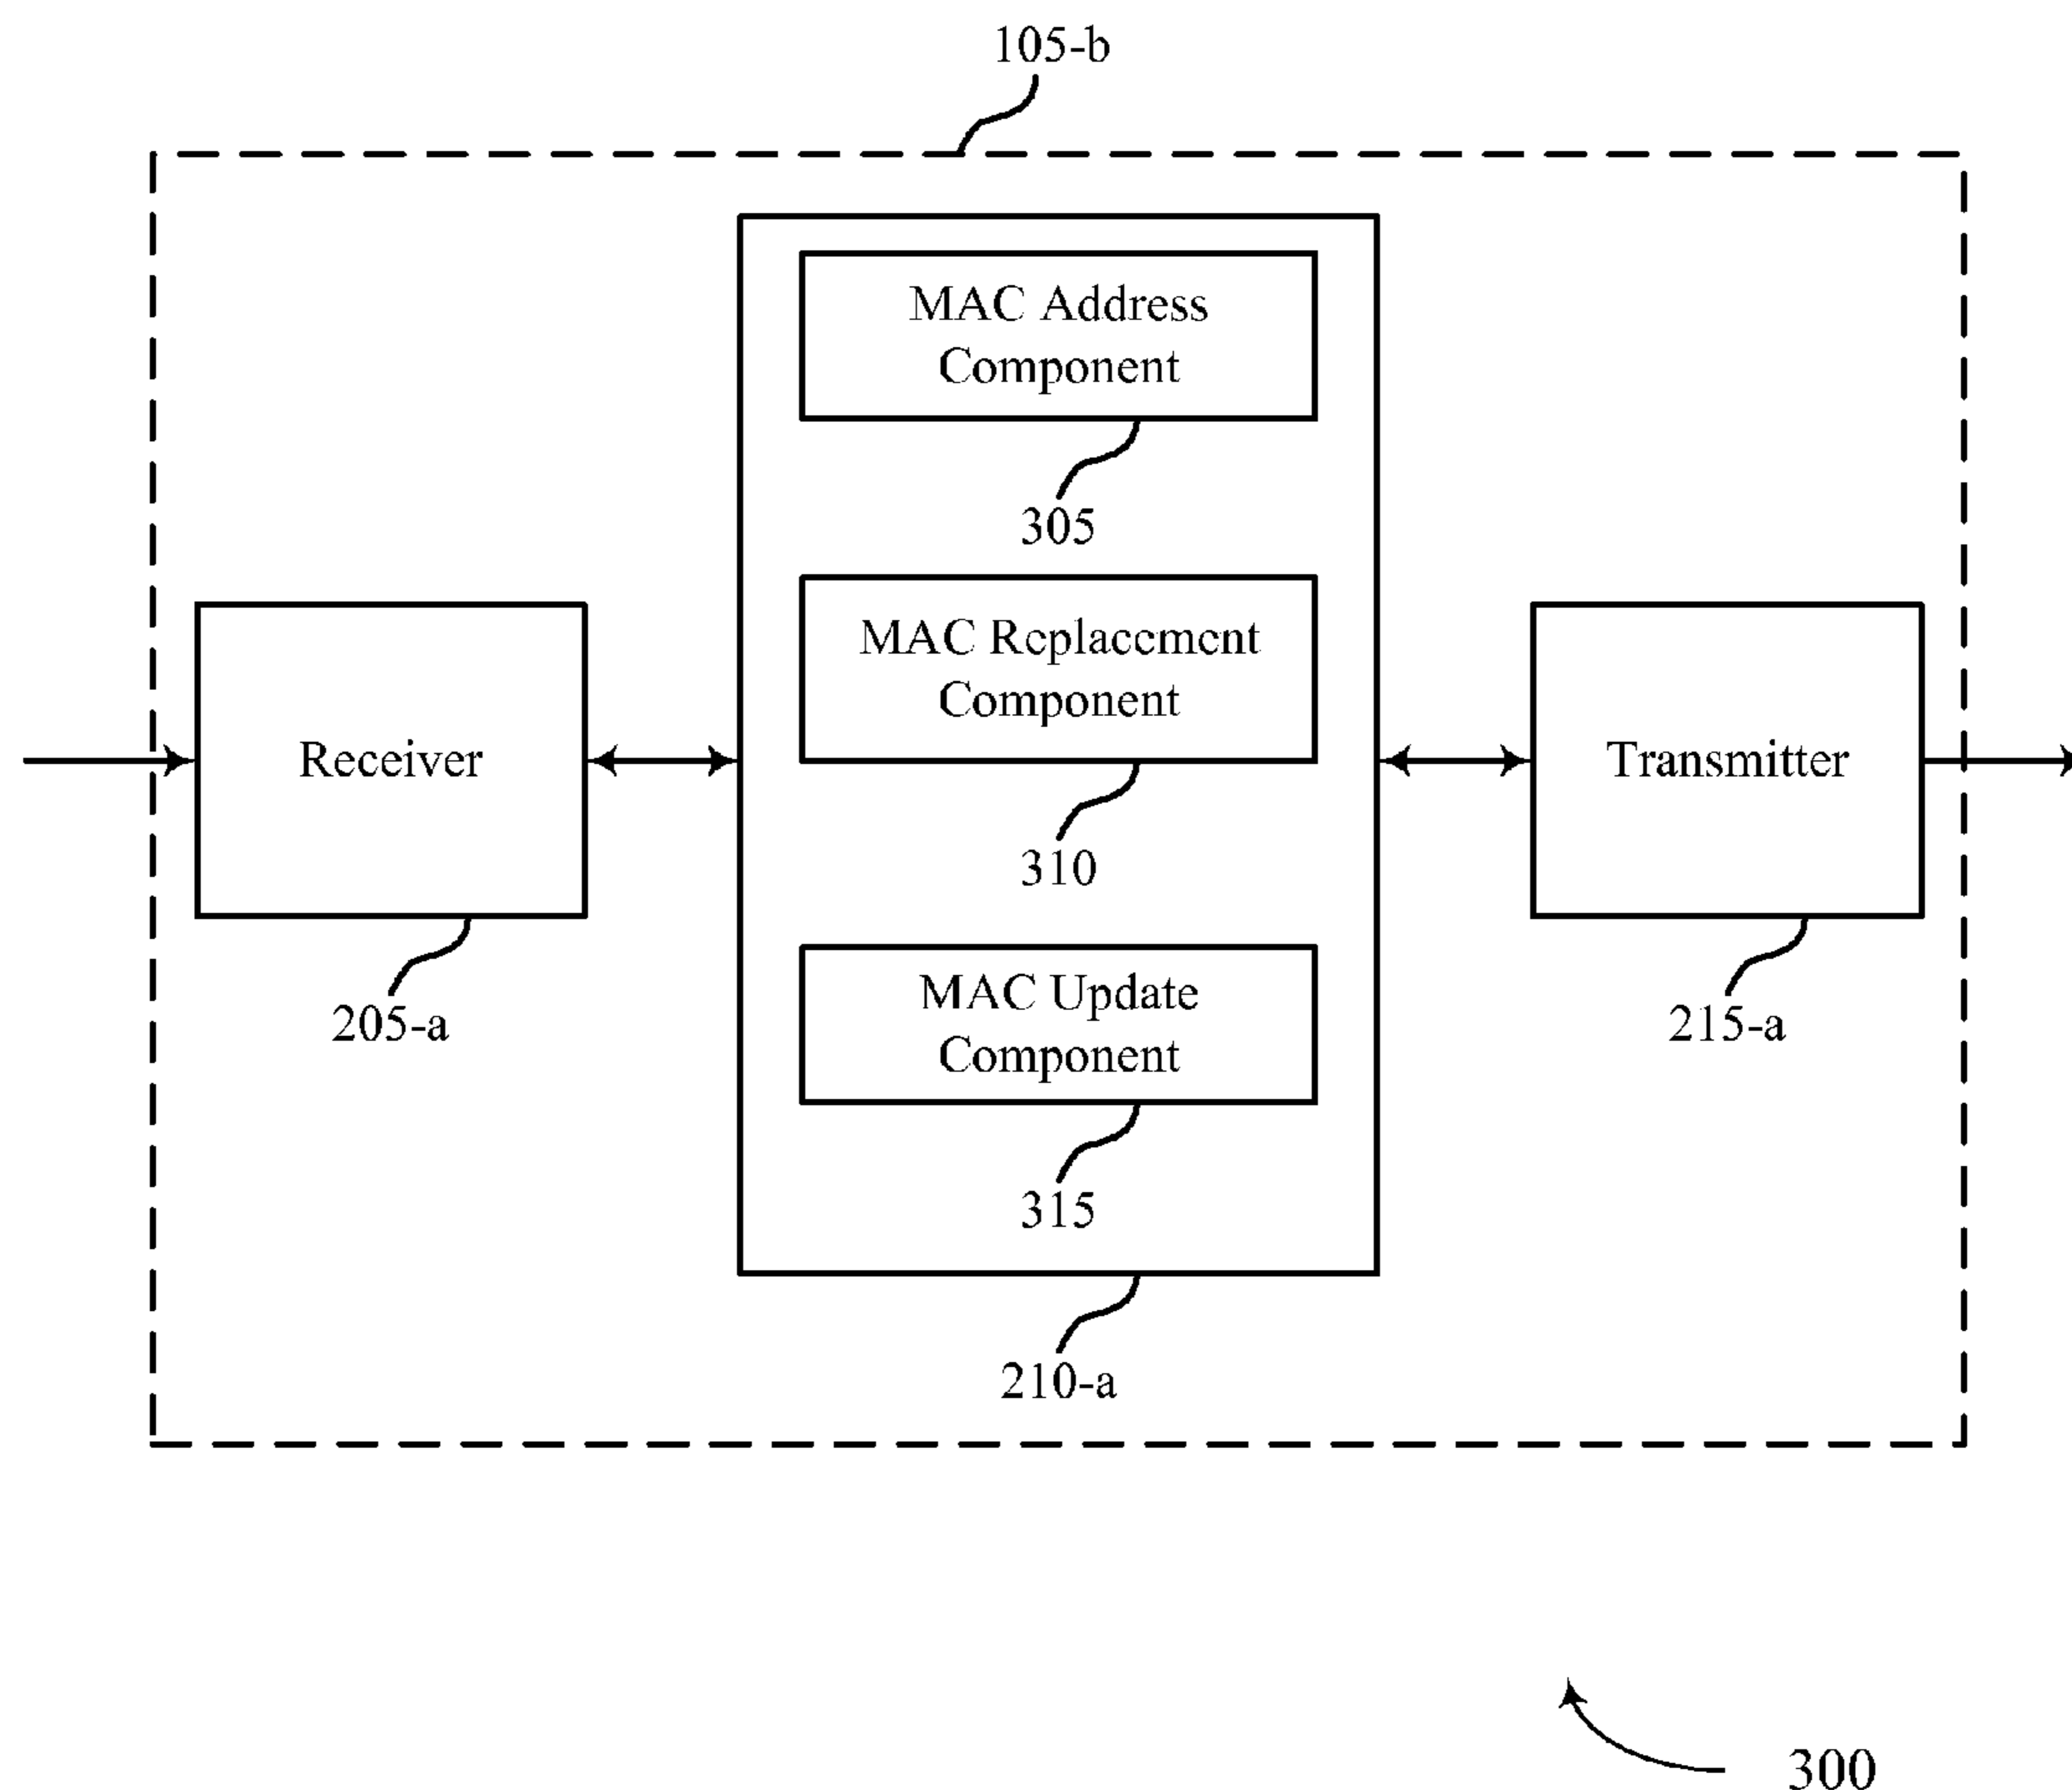 105-b
MAC Address
Component
305
MAC Replacement
Component
310
Receiver
Transmitter
205-a
215-a
MAC Update
Component
315
210-a
300